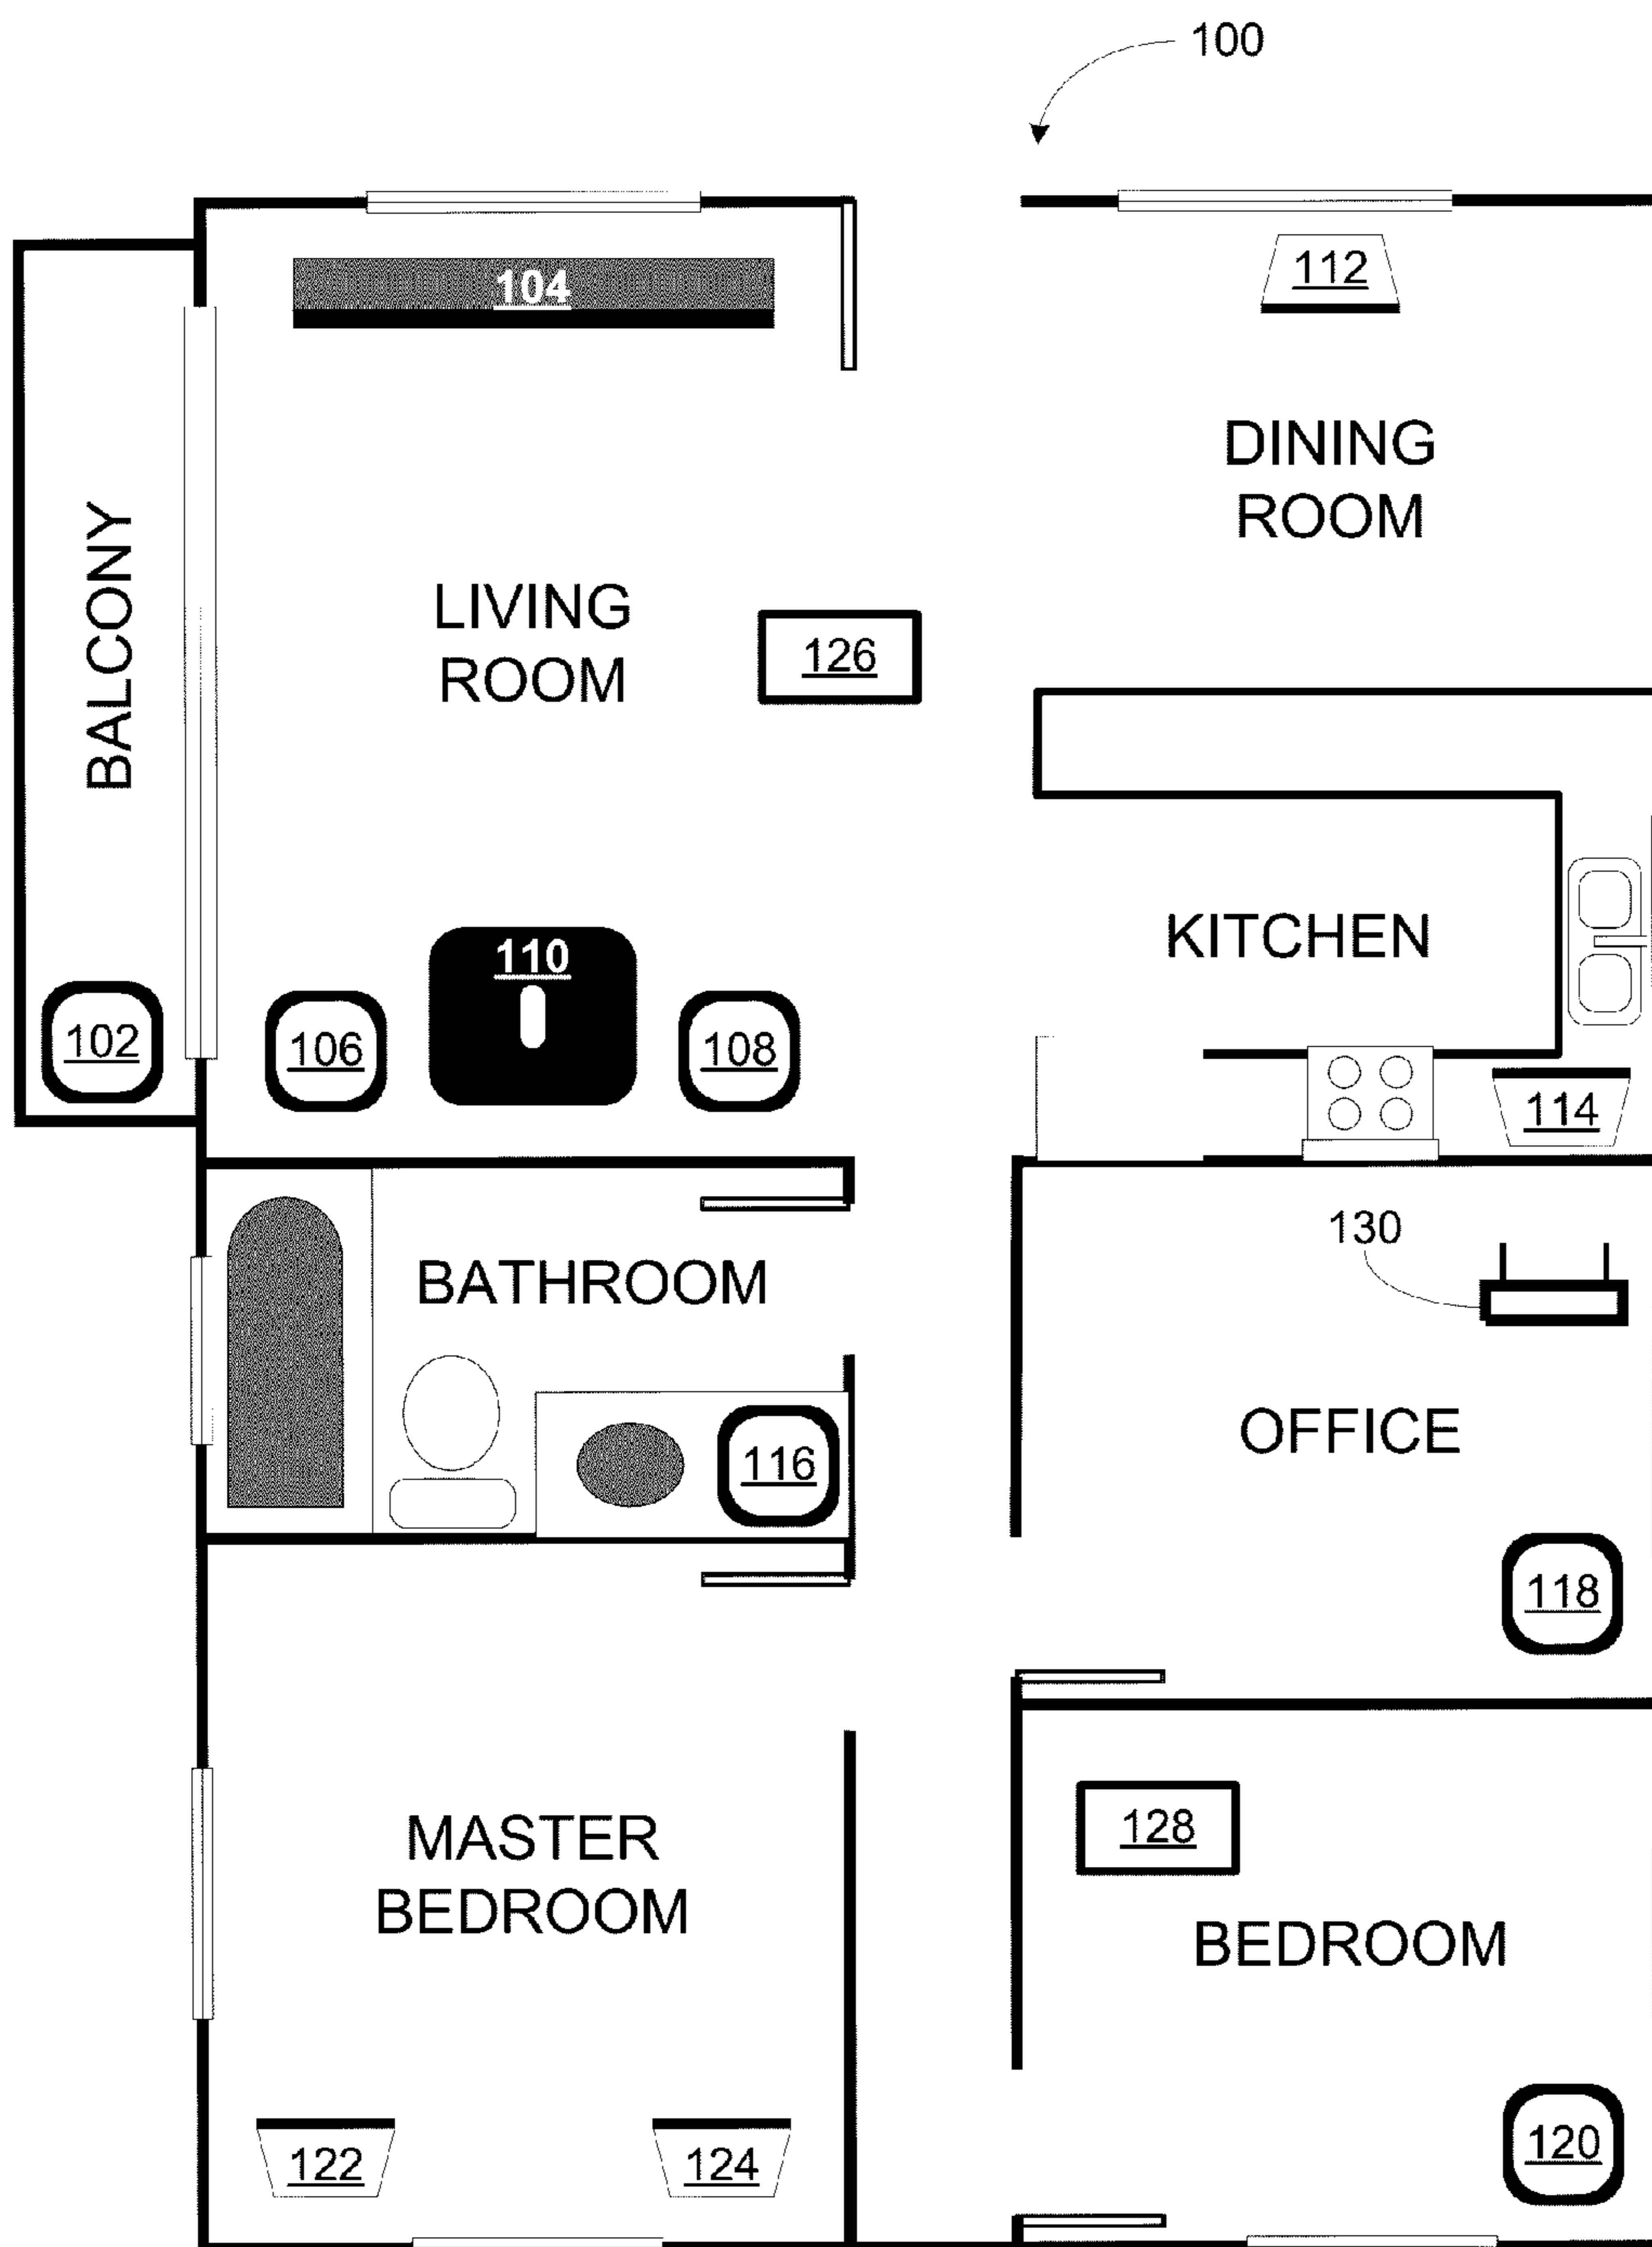 100
104
112
DINING
ROOM
BALCONY
LIVING
ROOM
126
110
KITCHEN
102
106
108
114
130
BATHROOM
OFFICE
116
118
128
MASTER
BEDROOM
BEDROOM
122
124
120